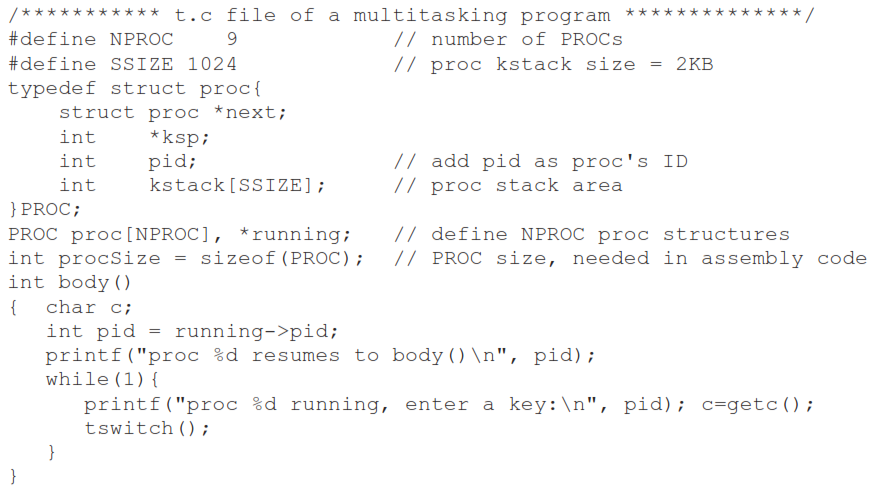 /*********** t.c file of a multitasking program **************/
#define NPROC    9             // number of PROCs
#define SSIZE 1024             // proc kstack size = 2KB
typedef struct proc{
    struct proc *next;
    int    *ksp;
    int    pid;                // add pid as proc's ID
    int    kstack[SSIZE];      // proc stack area
}PROC;
PROC proc[NPROC], *running;    // define NPROC proc structures
int procSize = sizeof(PROC);   // PROC size, needed in assembly code
int body()
{  char c;
   int pid = running->pid;
   printf("proc %d resumes to body()\n", pid);
   while(1){
      printf("proc %d running, enter a key:\n", pid); c=getc();
      tswitch();
   }
}